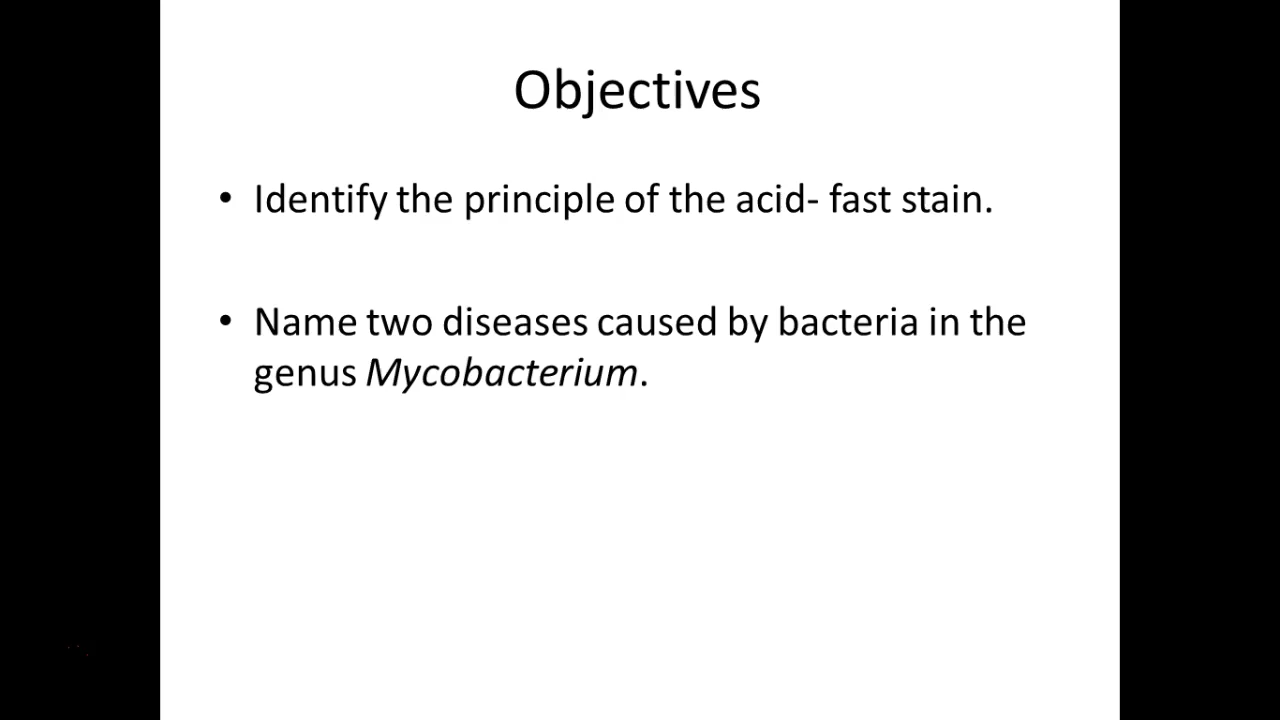 Objectives
• Identify the principle of the acid- fast stain.
• Name two diseases caused by bacteria in the
genus Mycobacterium.